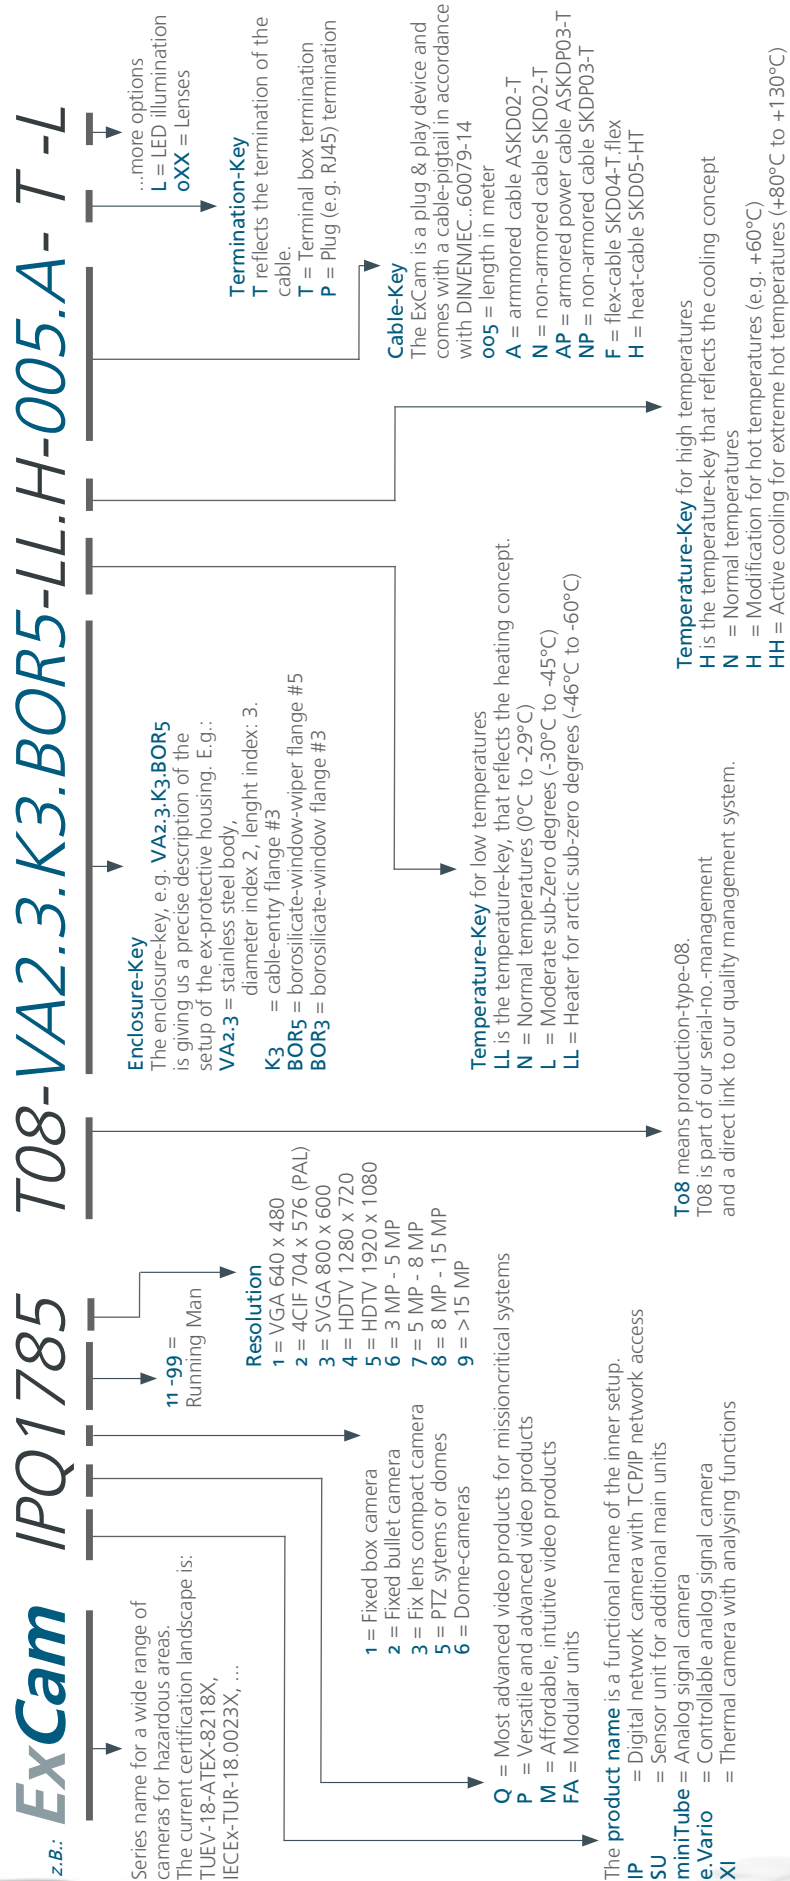 z.B.: ExCam IPQ1785 T08-VA2.3.K3.BOR5-LL.H-005.A- T -L
Series name for a wide range of
cameras for hazardous areas.
The current certification landscape is:
TUEV-18-ATEX-8218X,
IECEx-TUR-18.0023X, ...
The product name is a functional name of the inner setup.
IP = Digital network camera with TCP/IP network access
SU = Sensor unit for additional main units
miniTube = Analog signal camera
e.Vario = Controllable analog signal camera
XI = Thermal camera with analysing functions
Q = Most advanced video products for missioncritical systems
P = Versatile and advanced video products
M = Affordable, intuitive video products
FA = Modular units
1 = Fixed box camera
2 = Fixed bullet camera
3 = Fix lens compact camera
5 = PTZ sytems or domes
6 = Dome-cameras
11 -99 =
Running Man
Resolution
1 = VGA 640 x 480
2 = 4CIF 704 x 576 (PAL)
3 = SVGA 800 x 600
4 = HDTV 1280 x 720
5 = HDTV 1920 x 1080
6 = 3 MP - 5 MP
7 = 5 MP - 8 MP
8 = 8 MP - 15 MP
9 = >15 MP
T08 means production-type-08.
T08 is part of our serial-no.-management
and a direct link to our quality management system.
Enclosure-Key
The enclosure-key, e.g. VA2.3.K3.BOR5
is giving us a precise description of the
setup of the ex-protective housing. E.g.:
VA2.3 = stainless steel body,
diameter index 2, lenght index: 3.
K3 = cable-entry flange #3
BOR5 = borosilicate-window-wiper flange #5
BOR3 = borosilicate-window flange #3
Temperature-Key for low temperatures
LL is the temperature-key, that reflects the heating concept.
N = Normal temperatures (0°C to -29°C)
L = Moderate sub-Zero degrees (-30°C to -45°C)
LL = Heater for arctic sub-zero degrees (-46°C to -60°C)
Temperature-Key for high temperatures
H is the temperature-key that reflects the cooling concept
N = Normal temperatures
H = Modification for hot temperatures (e.g. +60°C)
HH = Active cooling for extreme hot temperatures (+80°C to +130°C)
Cable-Key
The ExCam is a plug & play device and
comes with a cable-pigtail in accordance
with DIN/EN/IEC..60079-14
005 = length in meter
A = armmored cable ASKD02-T
N = non-armored cable SKD02-T
AP = armored power cable ASKDP03-T
NP = non-armored cable SKDP03-T
F = flex-cable SKD04-T.flex
H = heat-cable SKD05-HT
Termination-Key
T reflects the termination of the
cable.
T = Terminal box termination
P = Plug (e.g. RJ45) termination
...more options
L = LED illumination
0XX = Lenses